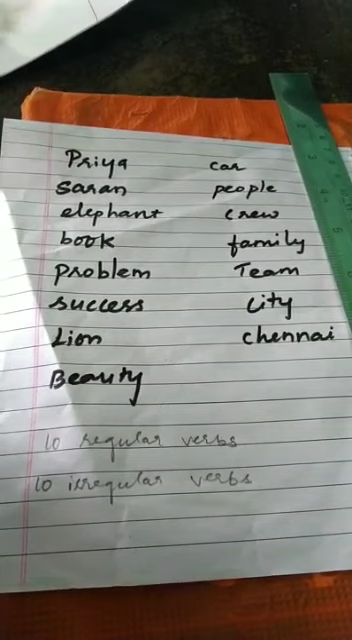 Priya car
Saran people
elephant crew
book family
problem Team
success City
Lion chennai
Beauty
10 regular verbs
10 irregular verbs